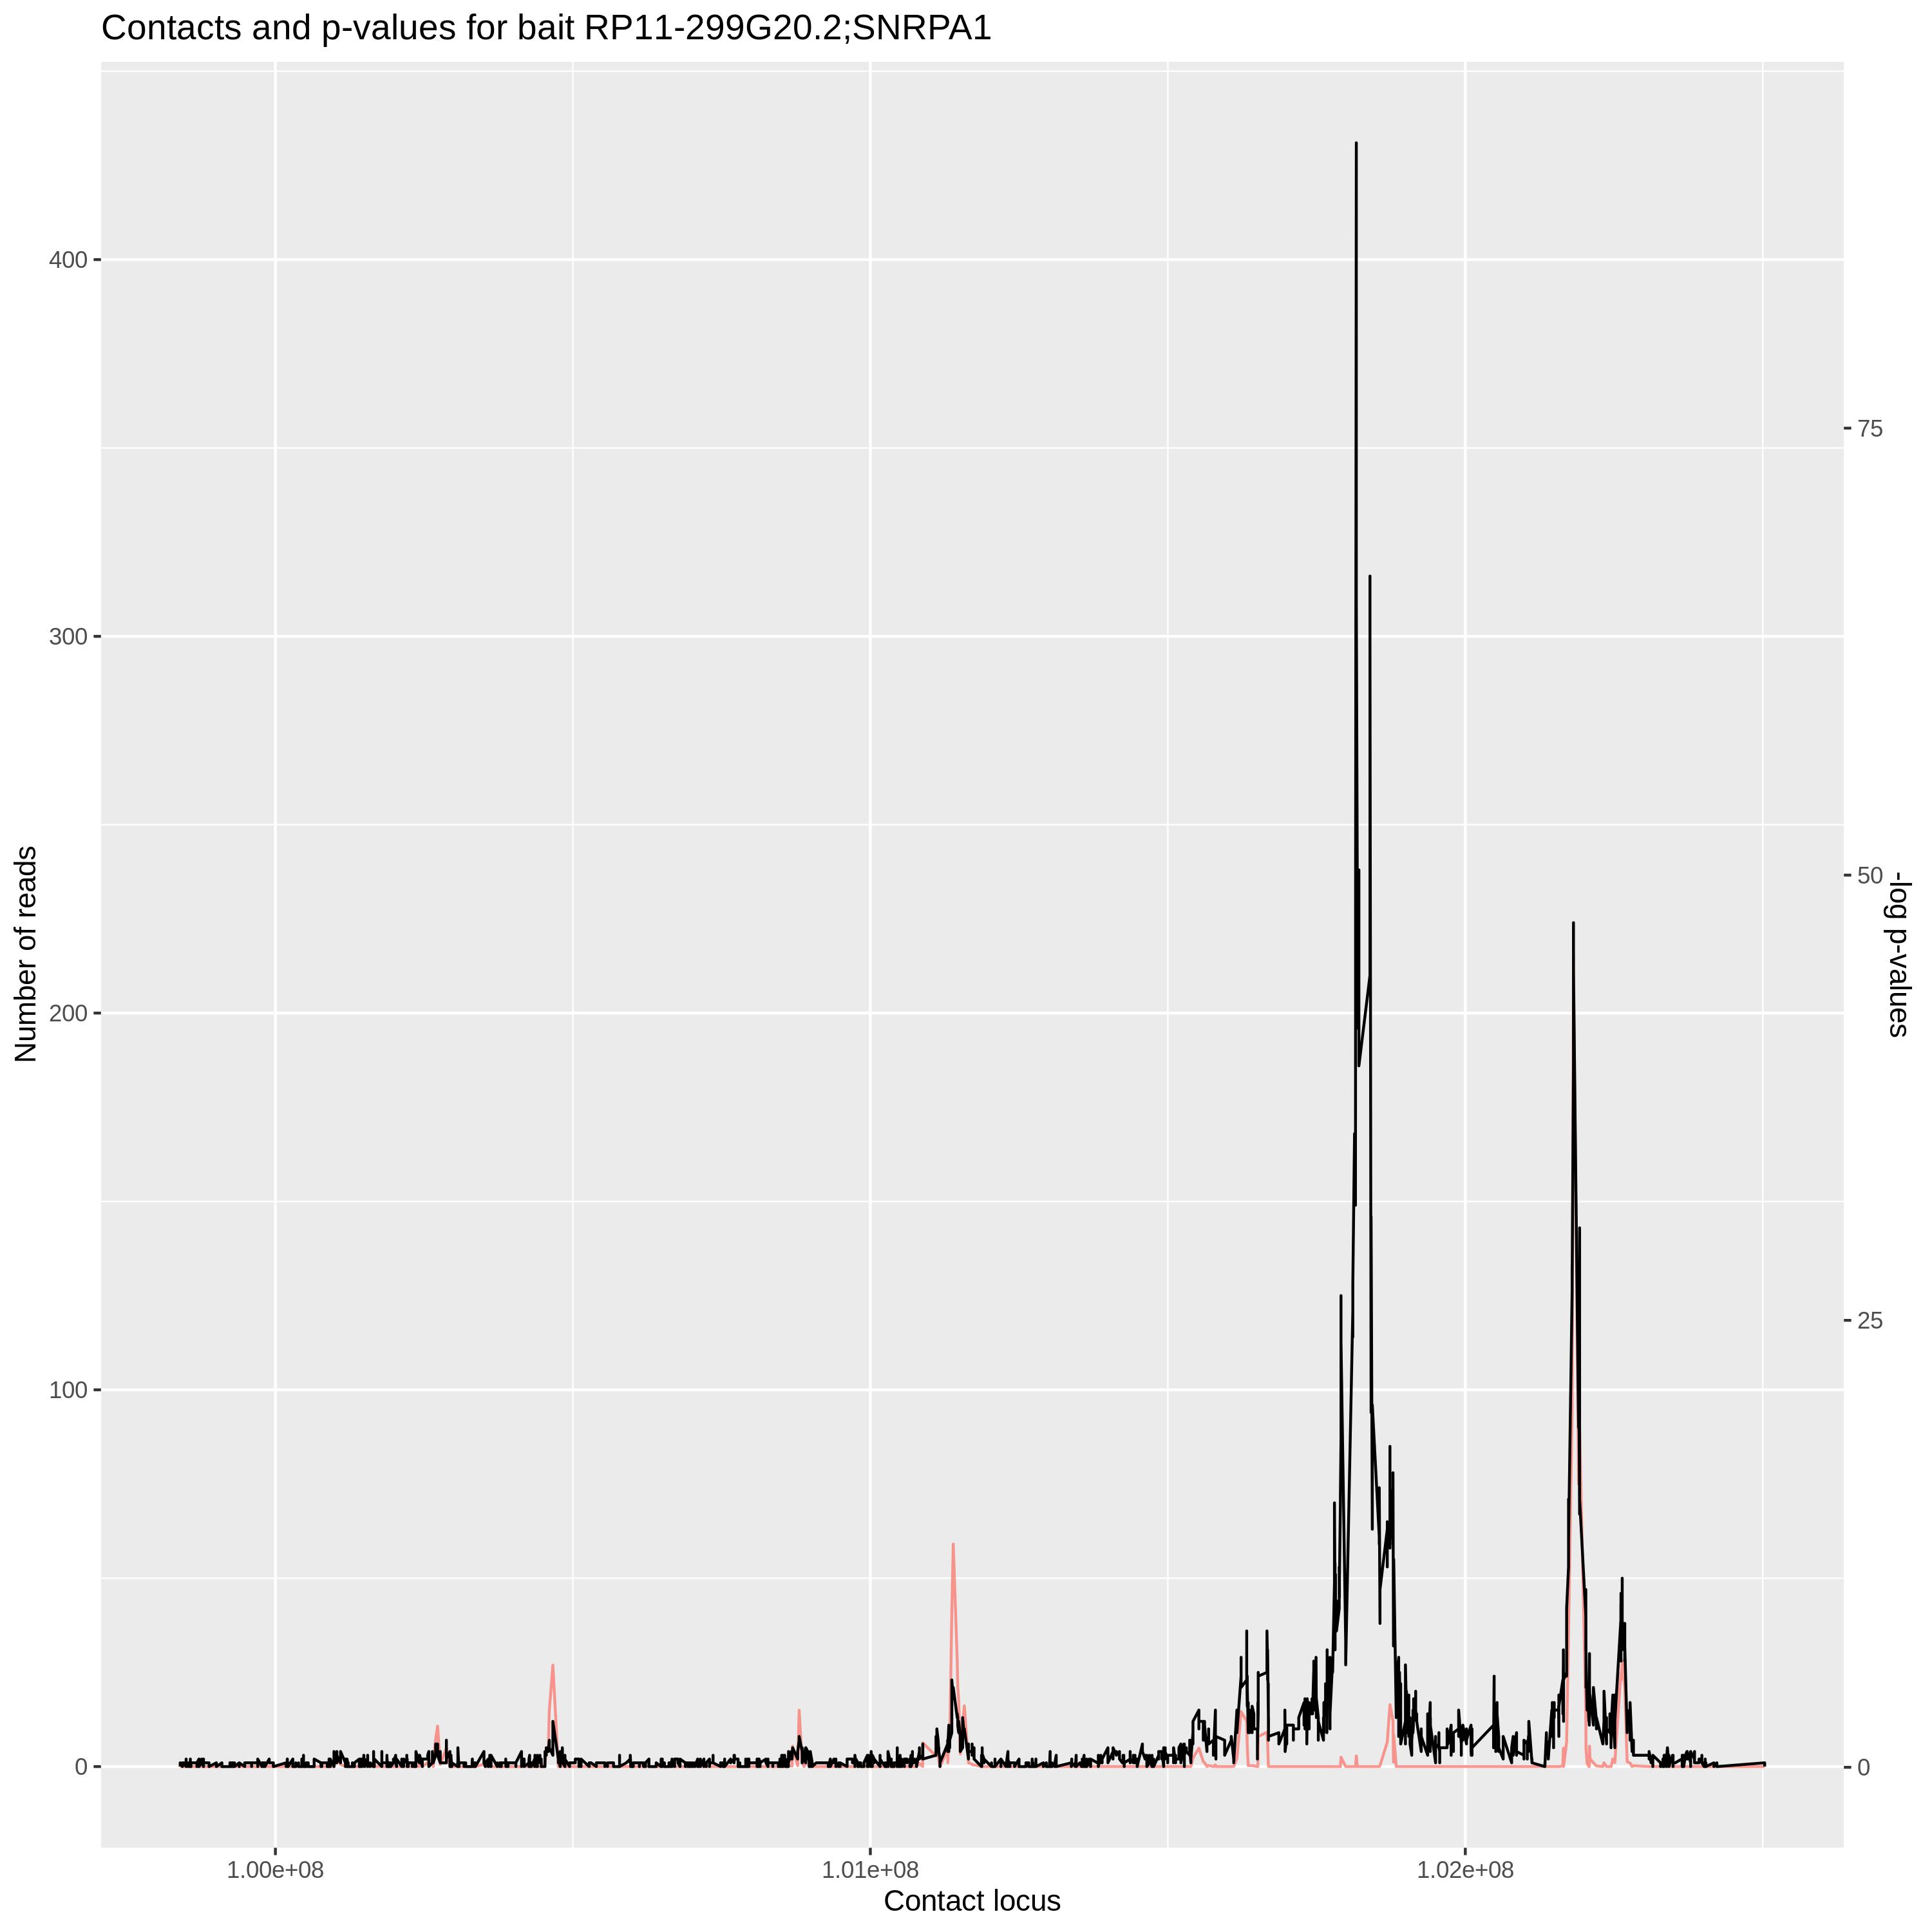 Contacts and p-values for bait RP11-299G20.2;SNRPA1
400
300
200
100
0
Number of reads
75
50
25
0
-log p-values
1.00e+08
1.01e+08
1.02e+08
Contact locus